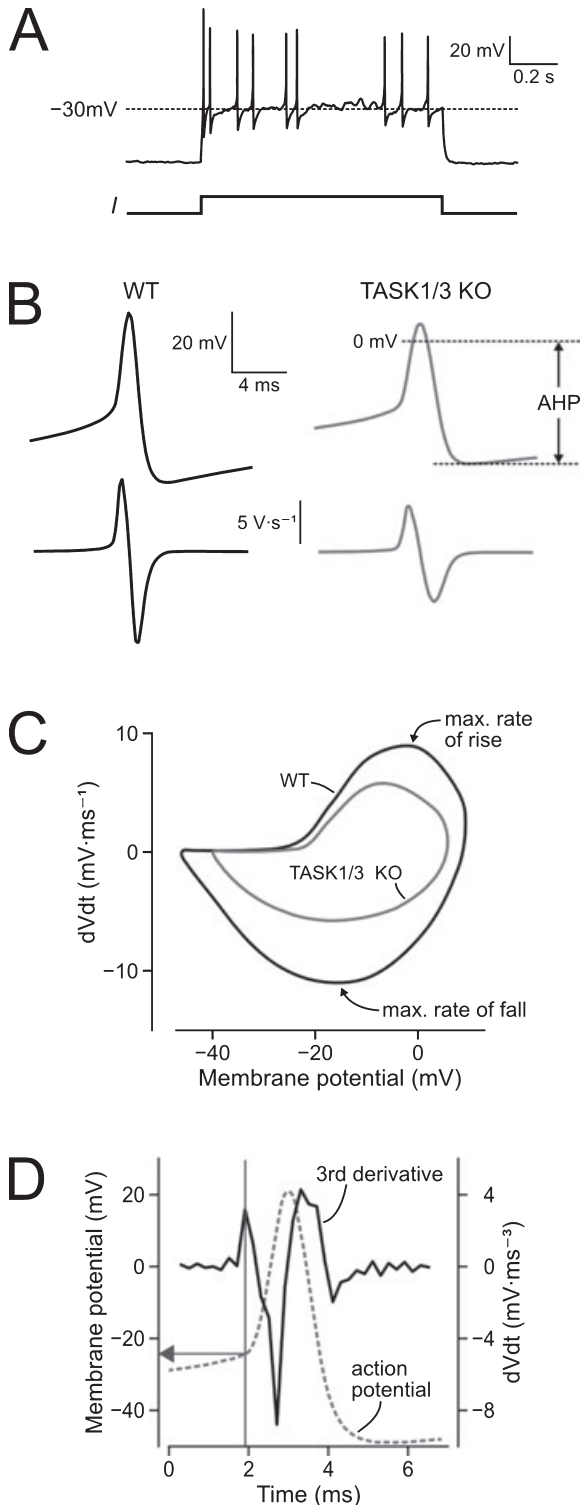 A
20 mV
0.2 s
−30mV
I
B
WT
TASK1/3 KO
20 mV
4 ms
0 mV
AHP
5 V·s⁻¹
C
10
0
−10
dVdt (mV·ms⁻¹)
max. rate
of rise
WT
TASK1/3 KO
max. rate of fall
−40
−20
0
Membrane potential (mV)
D
Membrane potential (mV)
20
0
−20
−40
3rd derivative
action
potential
4
0
−4
−8
dVdt (mV·ms⁻³)
0
2
4
6
Time (ms)